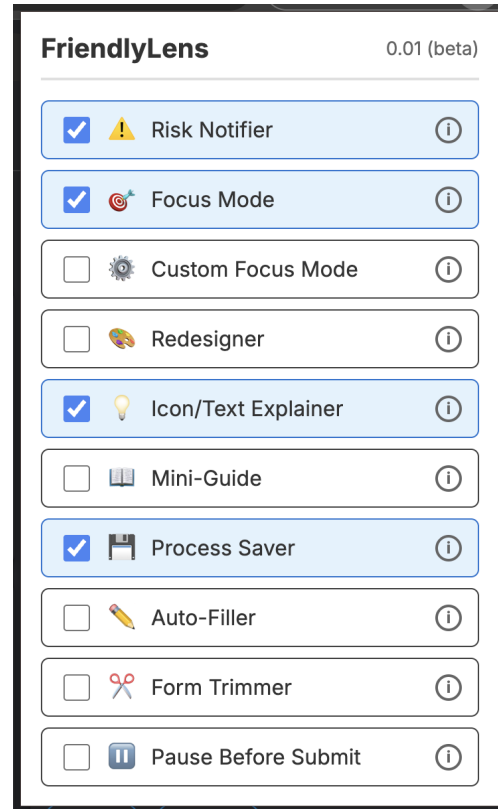 FriendlyLens
0.01 (beta)
Risk Notifier
Focus Mode
Custom Focus Mode
Redesigner
Icon/Text Explainer
Mini-Guide
Process Saver
Auto-Filler
Form Trimmer
Pause Before Submit